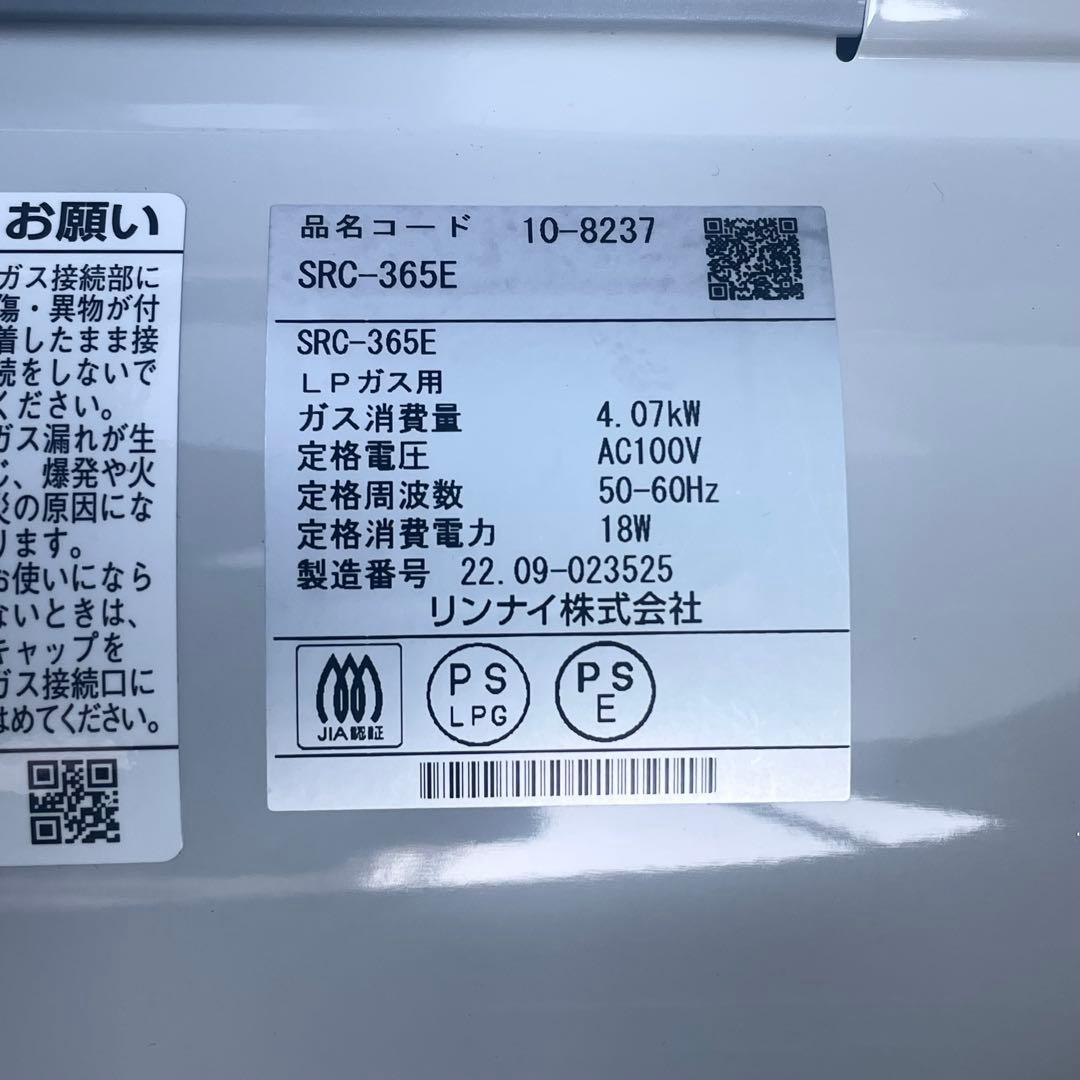 お願い
ガス接続部に
傷・異物が付
着したまま接
続をしないで
ください。
ガス漏れが生
じ、爆発や火
災の原因にな
ります。
お使いになら
ないときは、
キャップを
ガス接続口に
はめてください。
品名コード 10-8237
SRC-365E
SRC-365E
LPガス用
ガス消費量 4.07kW
定格電圧 AC100V
定格周波数 50-60Hz
定格消費電力 18W
製造番号 22.09-023525
リンナイ株式会社
JIA認証
PS
LPG
PS
E